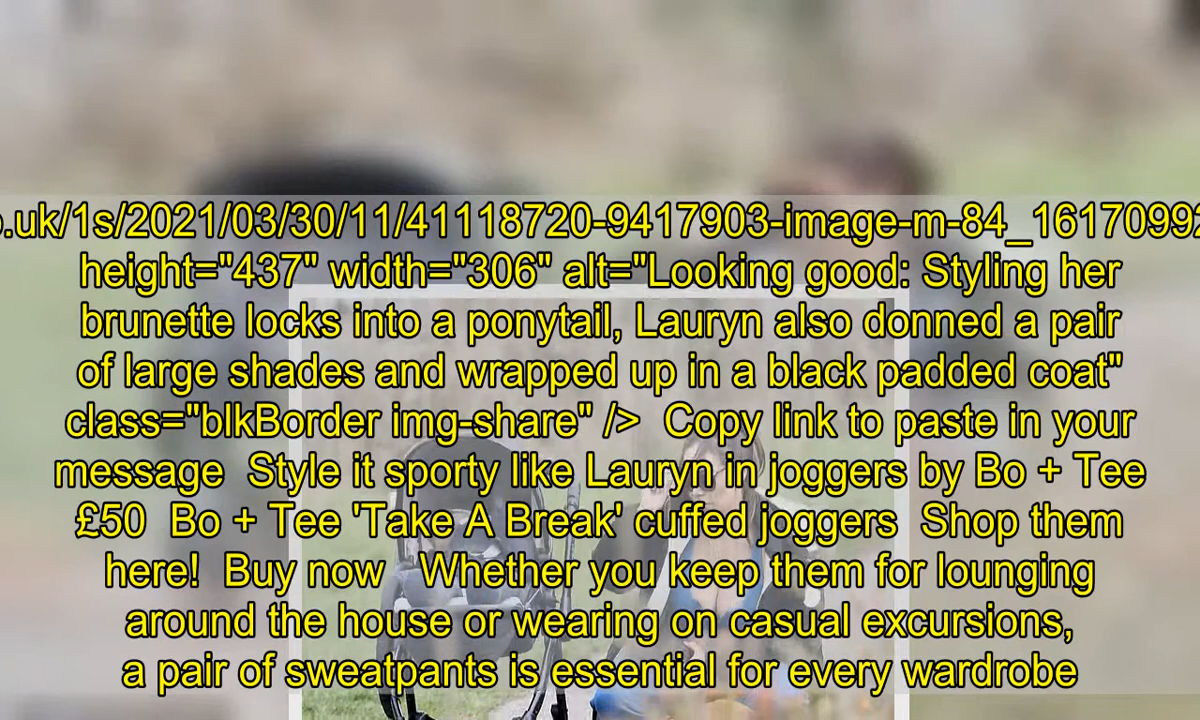 .uk/1s/2021/03/30/11/41118720-9417903-image-m-84_1617099
height="437" width="306" alt="Looking good: Styling her
brunette locks into a ponytail, Lauryn also donned a pair
of large shades and wrapped up in a black padded coat"
class="blkBorder img-share" />  Copy link to paste in your
message  Style it sporty like Lauryn in joggers by Bo + Tee
£50  Bo + Tee 'Take A Break' cuffed joggers  Shop them
here!  Buy now   Whether you keep them for lounging
around the house or wearing on casual excursions,
a pair of sweatpants is essential for every wardrobe